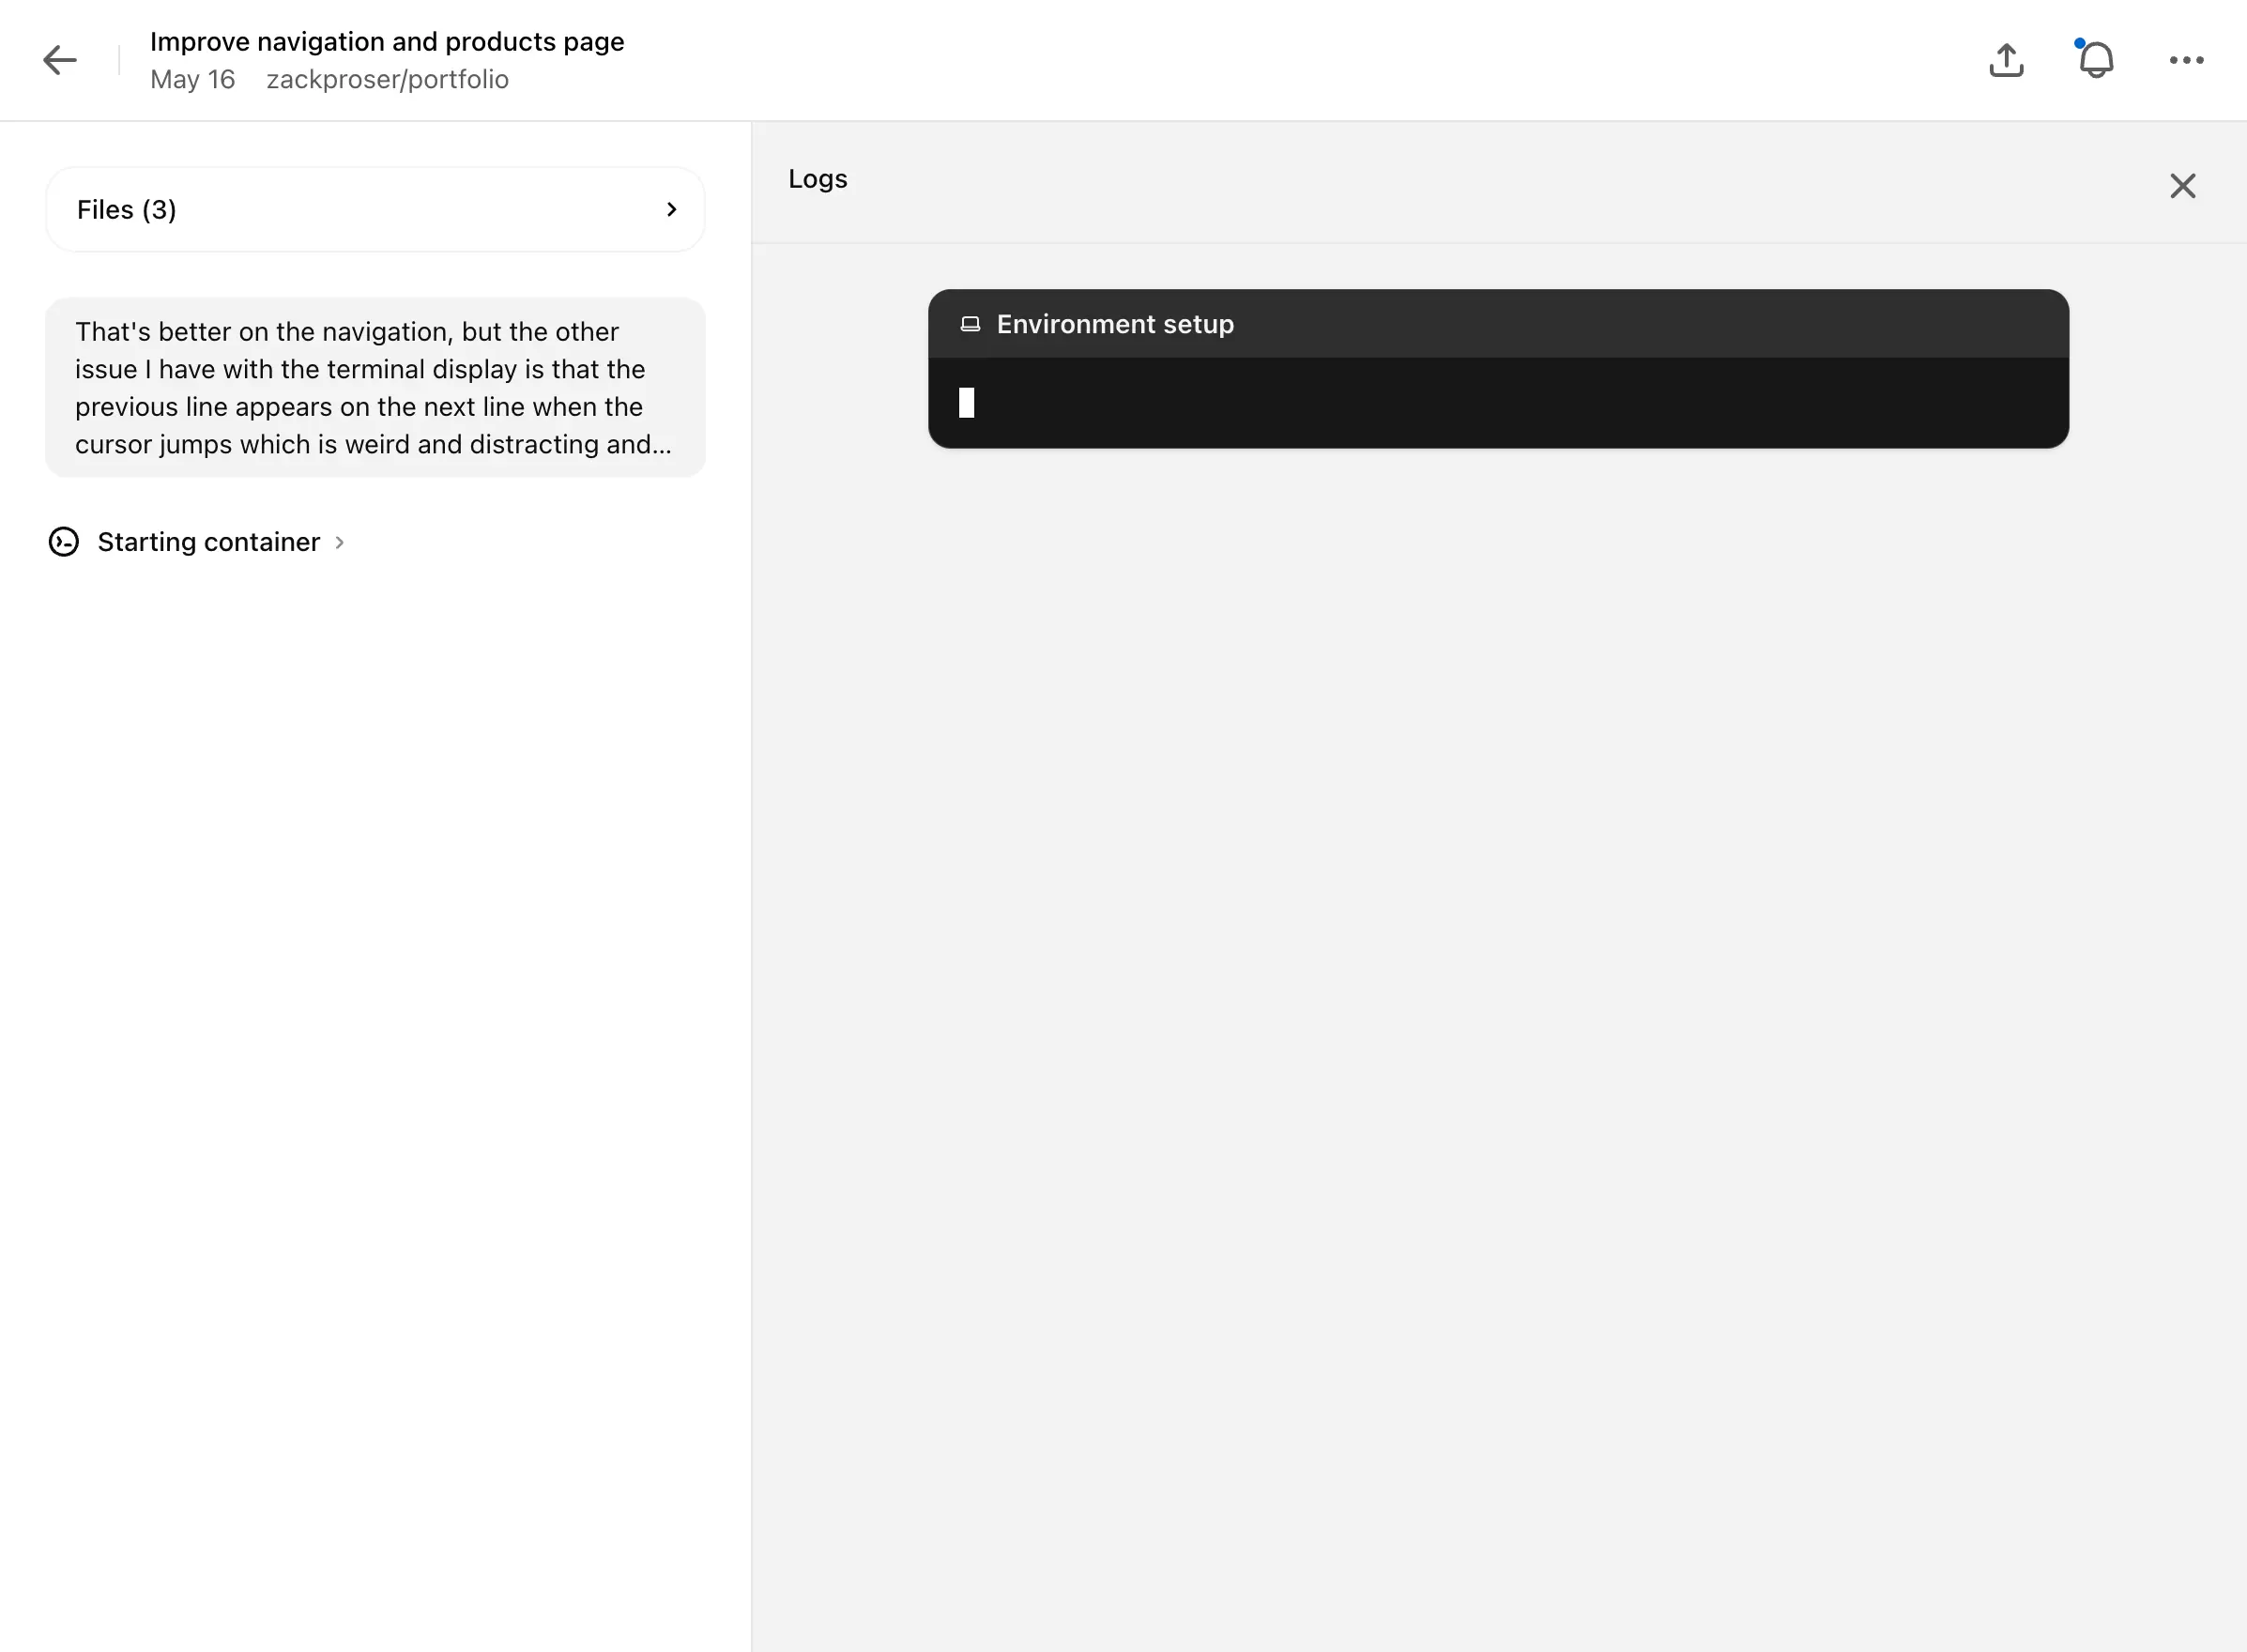 Improve navigation and products page
May 16 zackproser/portfolio
Files (3)
That's better on the navigation, but the other
issue I have with the terminal display is that the
previous line appears on the next line when the
cursor jumps which is weird and distracting and...
Starting container
Logs
Environment setup